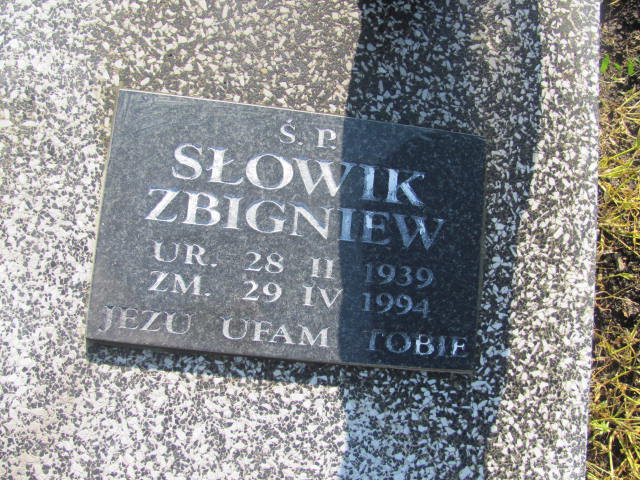 Ś. P.
SŁOWIK
ZBIGNIEW
UR. 28 II 1939
ZM. 29 IV 1994
JEZU UFAM TOBIE